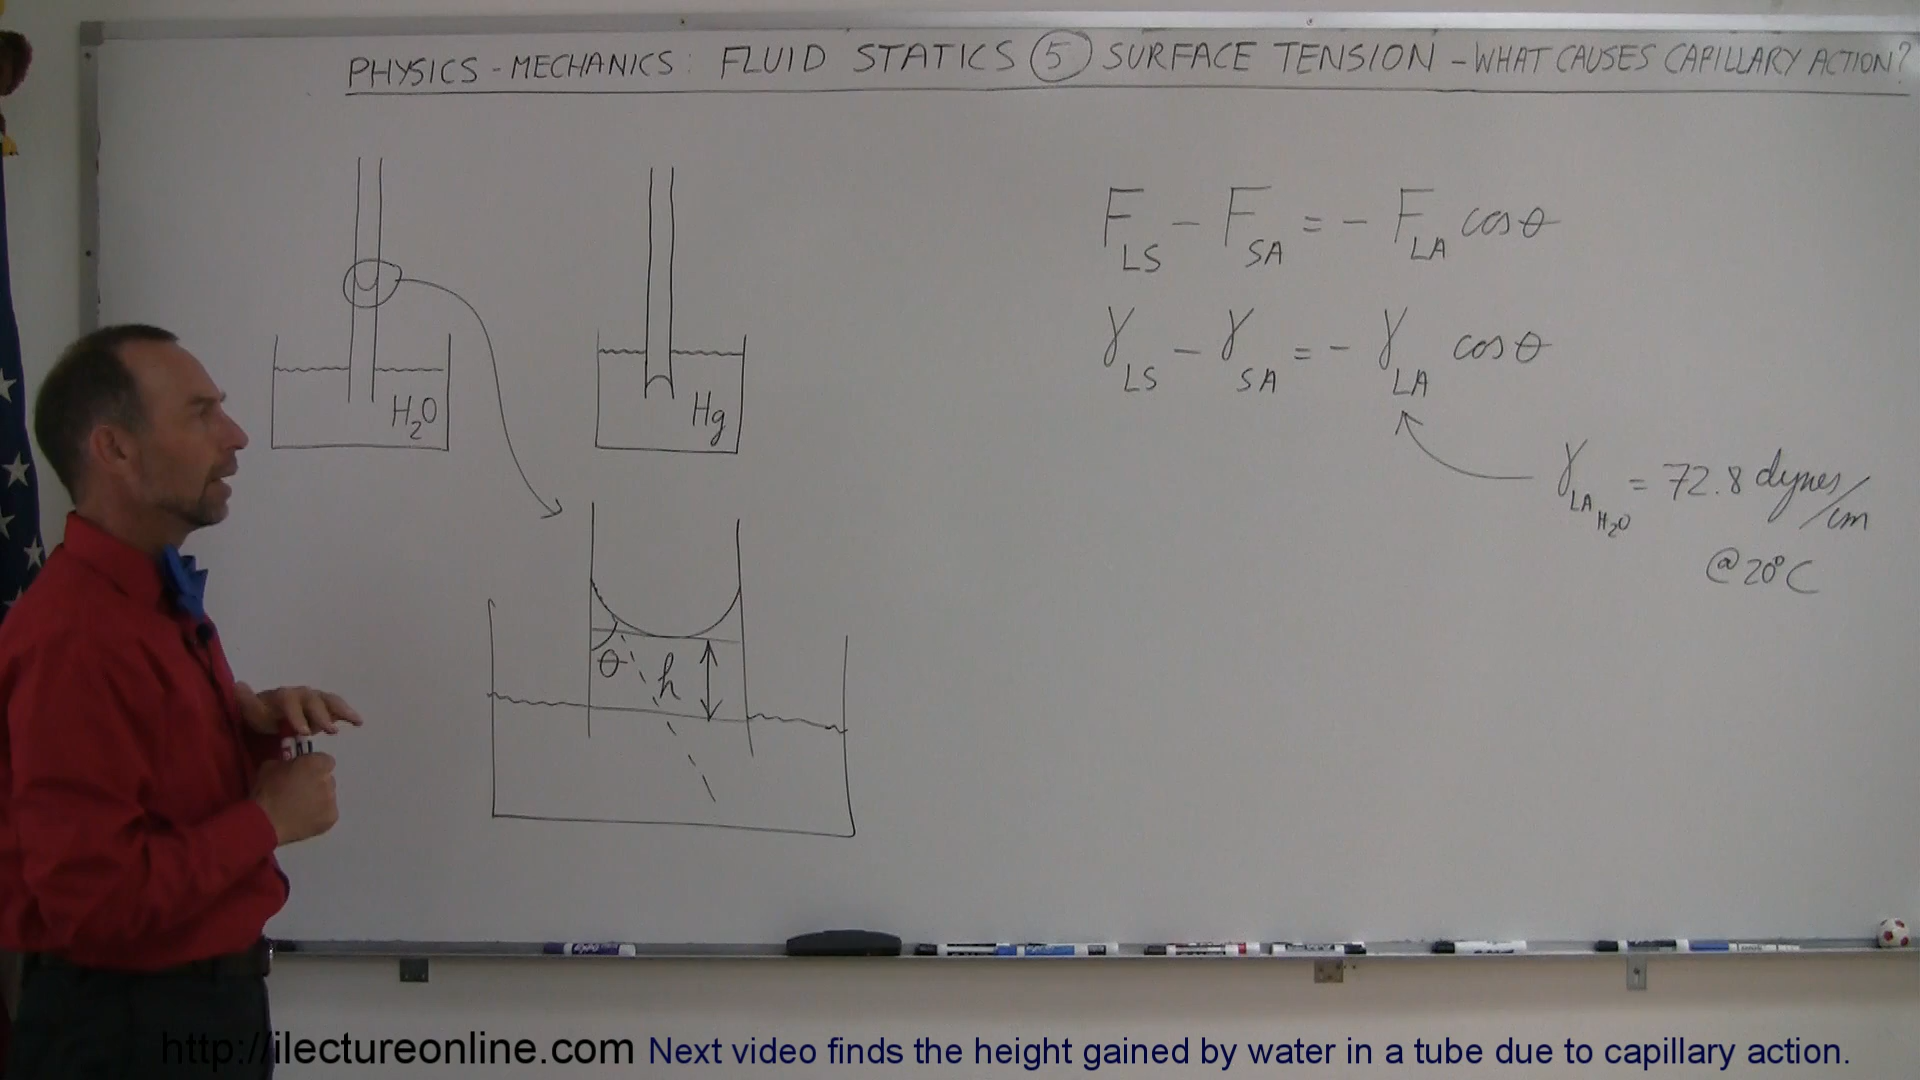 PHYSICS - MECHANICS: FLUID STATICS ⑤ SURFACE TENSION - WHAT CAUSES CAPILLARY ACTION?
H₂O
Hg
F_LS - F_SA = - F_LA cos θ
γ_LS - γ_SA = - γ_LA cos θ
γ_LA_H₂O = 72.8 dynes/cm
@ 20°C
θ
h
http://ilectureonline.com Next video finds the height gained by water in a tube due to capillary action.